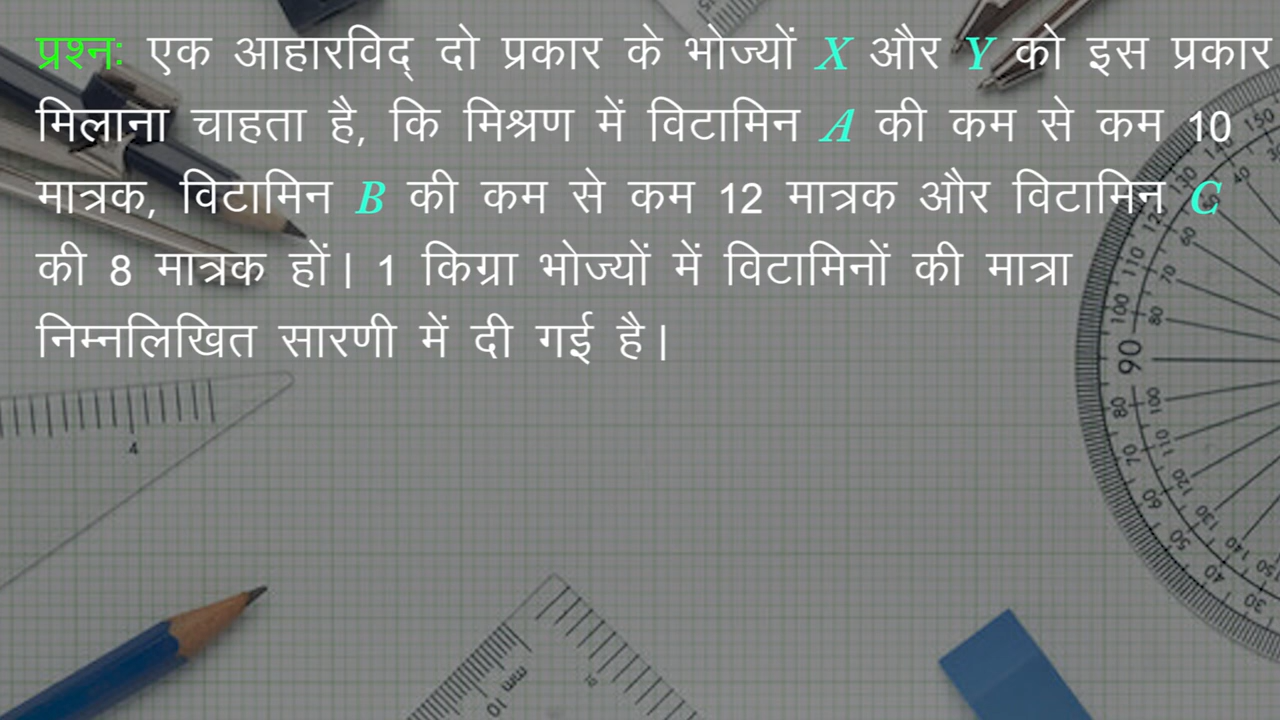 प्रश्न: एक आहारविद् दो प्रकार के भोज्यों X और Y को इस प्रकार
मिलाना चाहता है, कि मिश्रण में विटामिन A की कम से कम 10
मात्रक, विटामिन B की कम से कम 12 मात्रक और विटामिन C
की 8 मात्रक हों| 1 किग्रा भोज्यों में विटामिनों की मात्रा
निम्नलिखित सारणी में दी गई है|